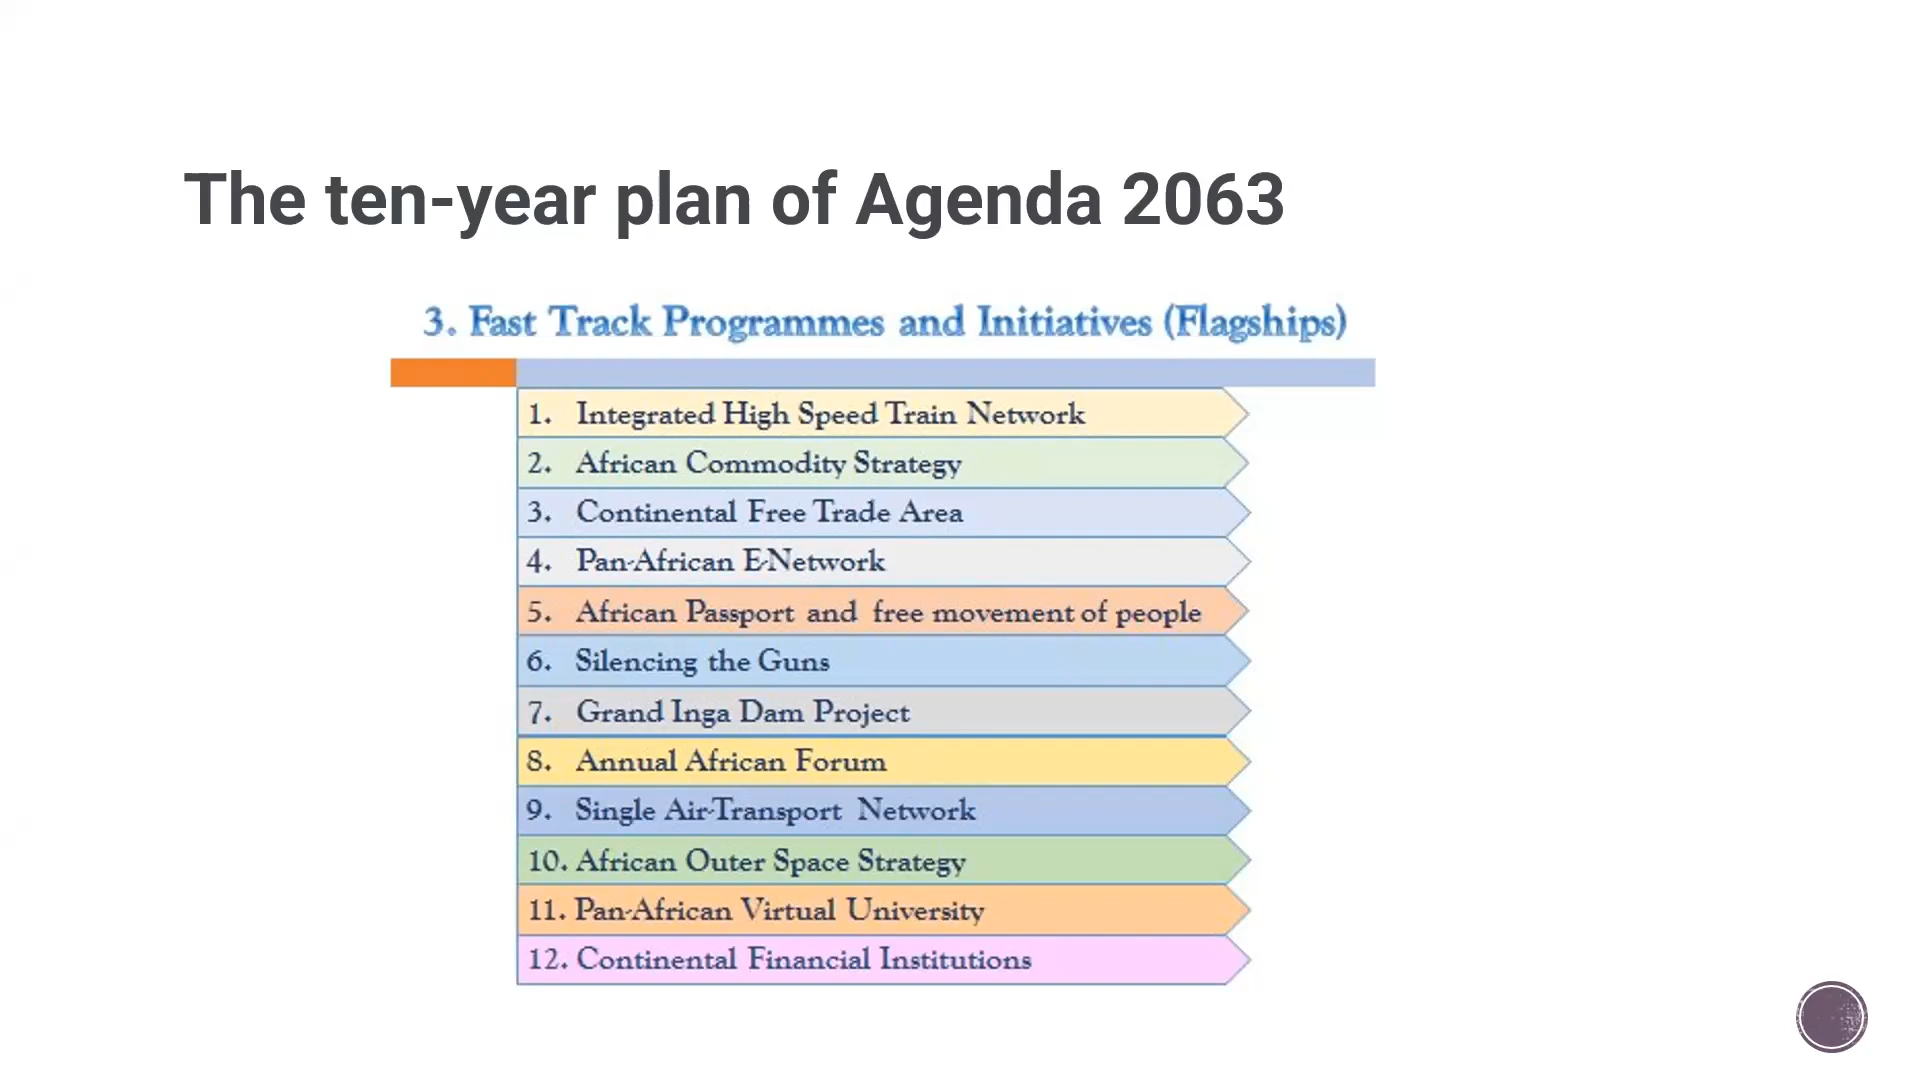 The ten-year plan of Agenda 2063
3. Fast Track Programmes and Initiatives (Flagships)
1. Integrated High Speed Train Network
2. African Commodity Strategy
3. Continental Free Trade Area
4. Pan-African E-Network
5. African Passport and free movement of people
6. Silencing the Guns
7. Grand Inga Dam Project
8. Annual African Forum
9. Single Air-Transport Network
10. African Outer Space Strategy
11. Pan-African Virtual University
12. Continental Financial Institutions